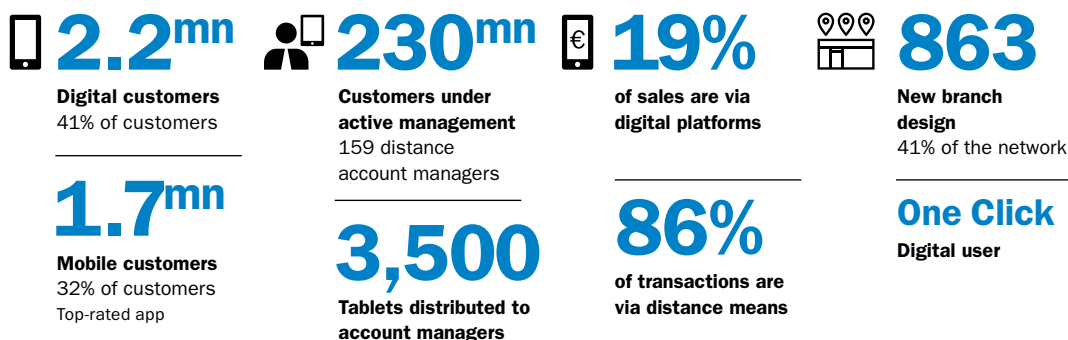 2.2mn
Digital customers
41% of customers
1.7mn
Mobile customers
32% of customers
Top-rated app
230mn
Customers under
active management
159 distance
account managers
3,500
Tablets distributed to
account managers
€
19%
of sales are via
digital platforms
86%
of transactions are
via distance means
863
New branch
design
41% of the network
One Click
Digital user